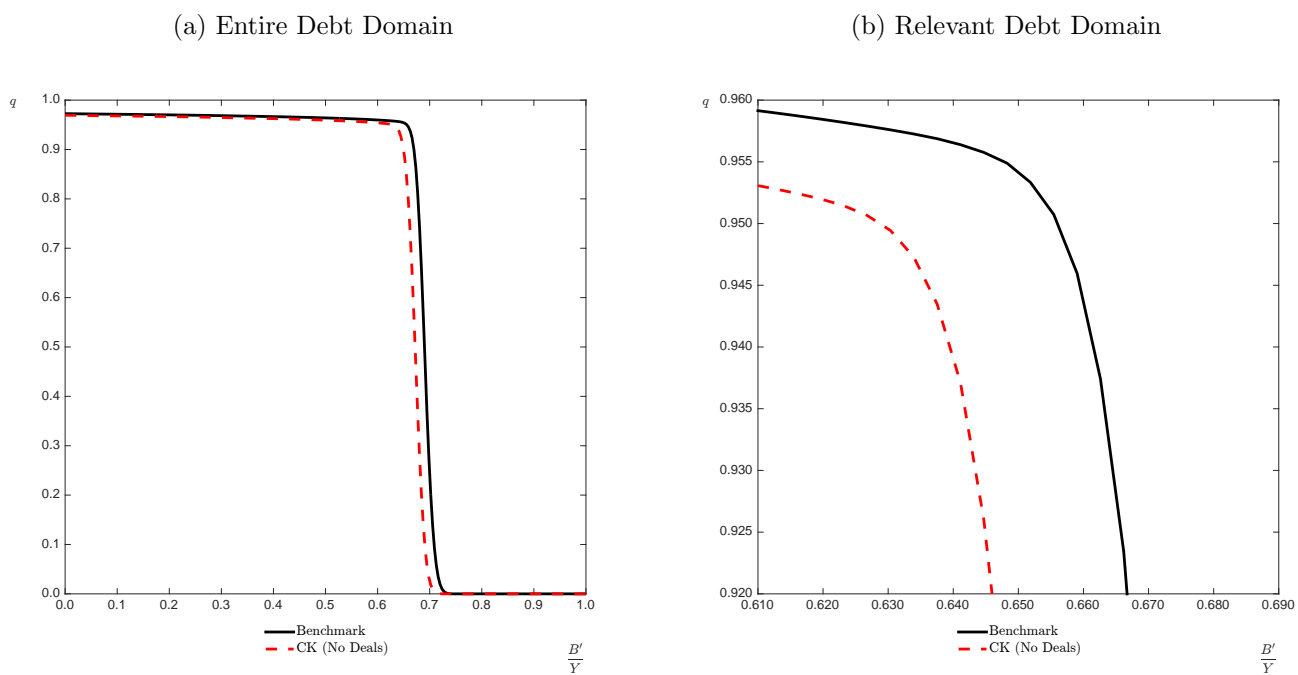 (a) Entire Debt Domain
q
1.0
0.9
0.8
0.7
0.6
0.5
0.4
0.3
0.2
0.1
0.0
0.0 0.1 0.2 0.3 0.4 0.5 0.6 0.7 0.8 0.9 1.0
Benchmark
CK (No Deals)
B′
Y
(b) Relevant Debt Domain
q
0.960
0.955
0.950
0.945
0.940
0.935
0.930
0.925
0.920
0.610 0.620 0.630 0.640 0.650 0.660 0.670 0.680 0.690
Benchmark
CK (No Deals)
B′
Y